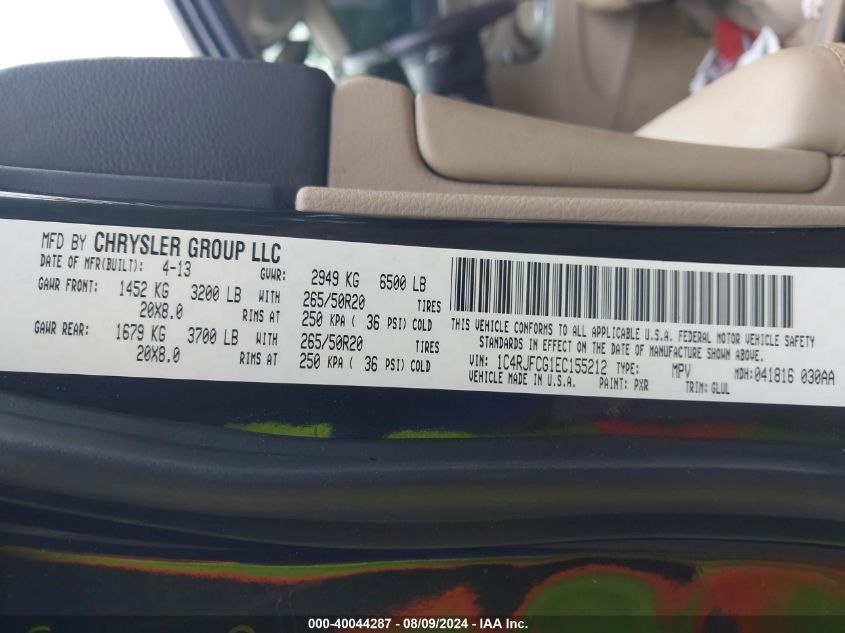 MFD BY CHRYSLER GROUP LLC
DATE OF MFR(BUILT): 4-13 GVWR: 2949 KG 6500 LB
GAWR FRONT: 1452 KG 3200 LB WITH 265/50R20 TIRES
20X8.0 RIMS AT 250 KPA ( 36 PSI) COLD
GAWR REAR: 1679 KG 3700 LB WITH 265/50R20 TIRES
20X8.0 RIMS AT 250 KPA ( 36 PSI) COLD
THIS VEHICLE CONFORMS TO ALL APPLICABLE U.S.A. FEDERAL MOTOR VEHICLE SAFETY
STANDARDS IN EFFECT ON THE DATE OF MANUFACTURE SHOWN ABOVE.
VIN: 1C4RJFCG1EC155212 TYPE: MPV MDH:041816 030AA
VEHICLE MADE IN U.S.A. PAINT: PXR TRIM: GLUL
000-40044287 - 08/09/2024 - IAA Inc.